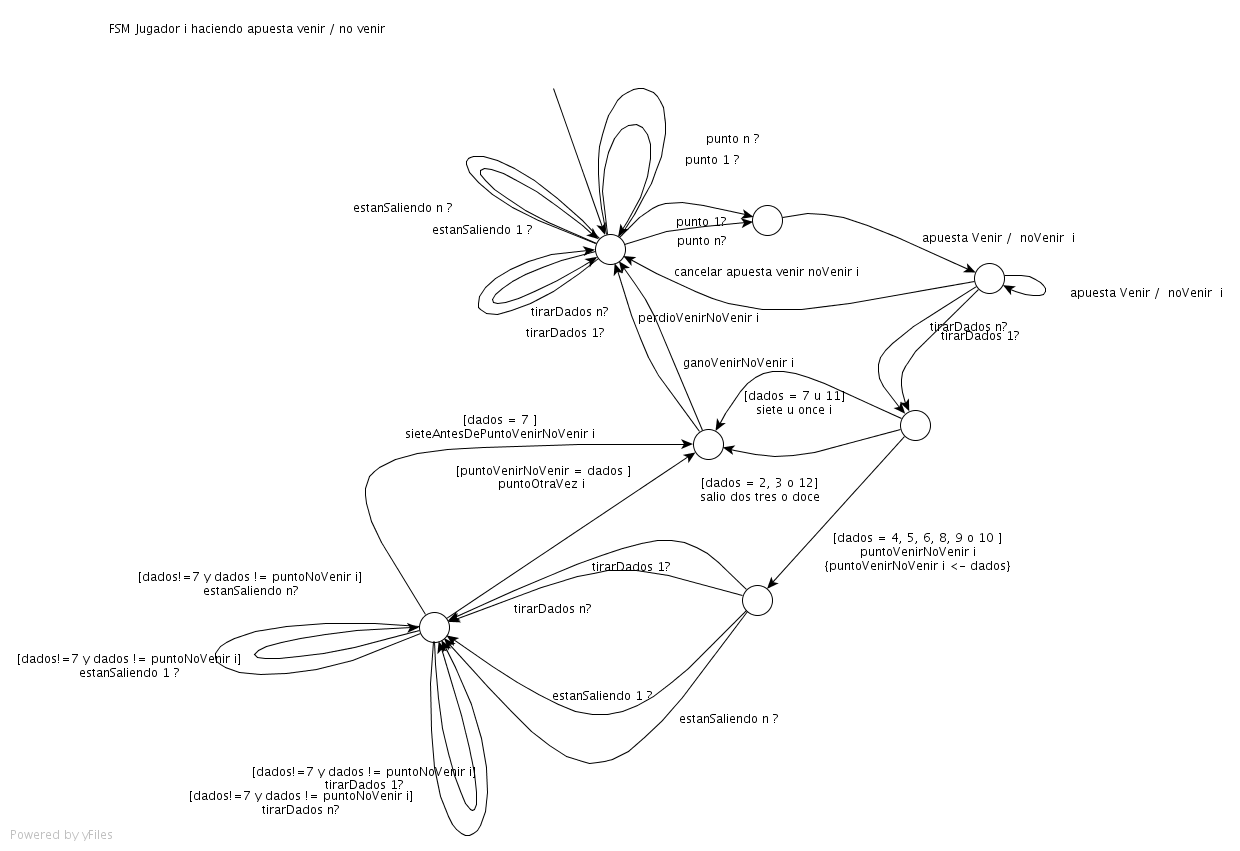 FSM Jugador i haciendo apuesta venir / no venir
punto n ?
punto 1 ?
estanSaliendo n ?
estanSaliendo 1 ?
punto 1?
punto n?
apuesta Venir / noVenir i
cancelar apuesta venir noVenir i
apuesta Venir / noVenir i
tirarDados n?
tirarDados 1?
perdioVenirNoVenir i
tirarDados n?
tirarDados 1?
ganoVenirNoVenir i
[dados = 7 u 11]
siete u once i
[dados = 7 ]
sieteAntesDePuntoVenirNoVenir i
[puntoVenirNoVenir = dados ]
puntoOtraVez i
[dados = 2, 3 o 12]
salio dos tres o doce
[dados = 4, 5, 6, 8, 9 o 10 ]
puntoVenirNoVenir i
{puntoVenirNoVenir i <- dados}
tirarDados 1?
[dados!=7 y dados != puntoNoVenir i]
estanSaliendo n?
tirarDados n?
[dados!=7 y dados != puntoNoVenir i]
estanSaliendo 1 ?
estanSaliendo 1 ?
estanSaliendo n ?
[dados!=7 y dados != puntoNoVenir i]
tirarDados 1?
[dados!=7 y dados != puntoNoVenir i]
tirarDados n?
Powered by yFiles